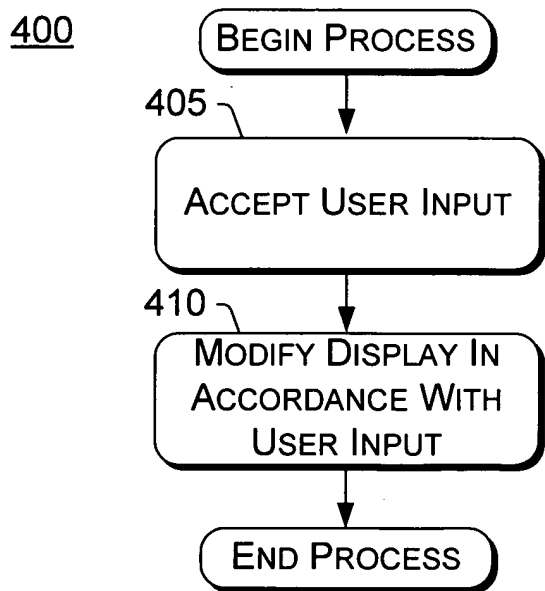 400
BEGIN PROCESS
405
ACCEPT USER INPUT
410
MODIFY DISPLAY IN
ACCORDANCE WITH
USER INPUT
END PROCESS